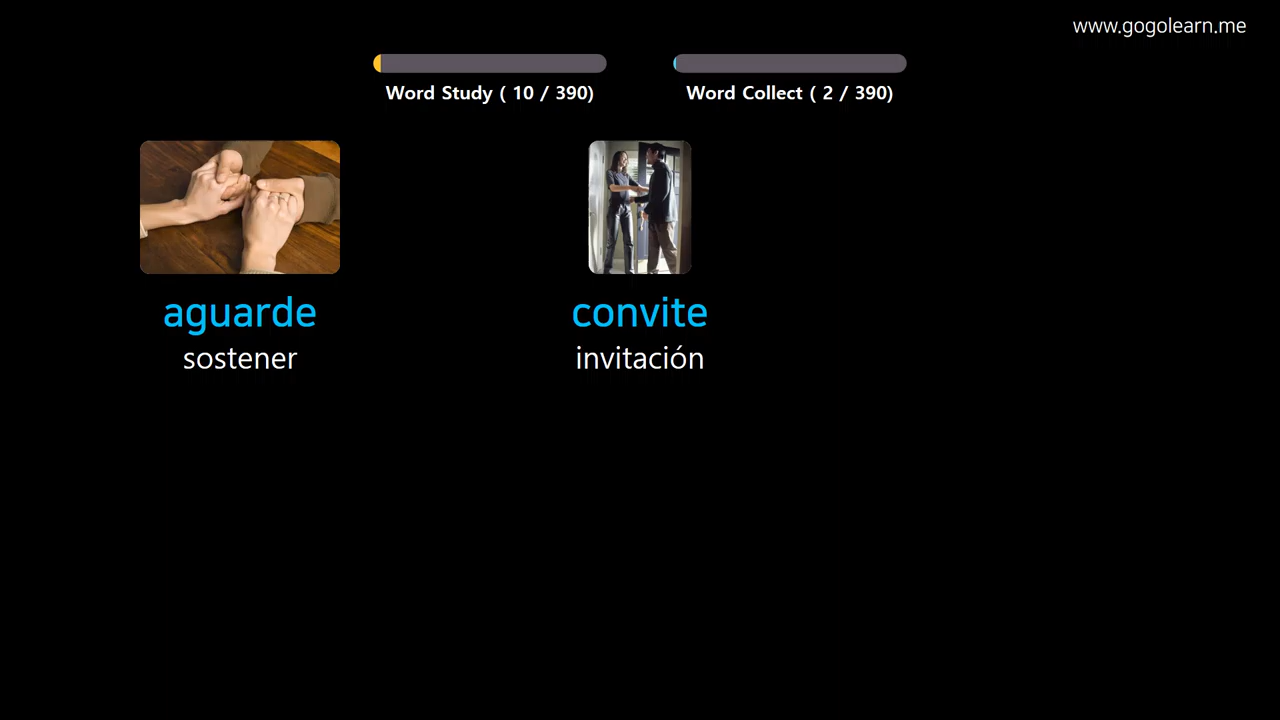 www.gogolearn.me
Word Study ( 10 / 390)
Word Collect ( 2 / 390)
aguarde
sostener
convite
invitación